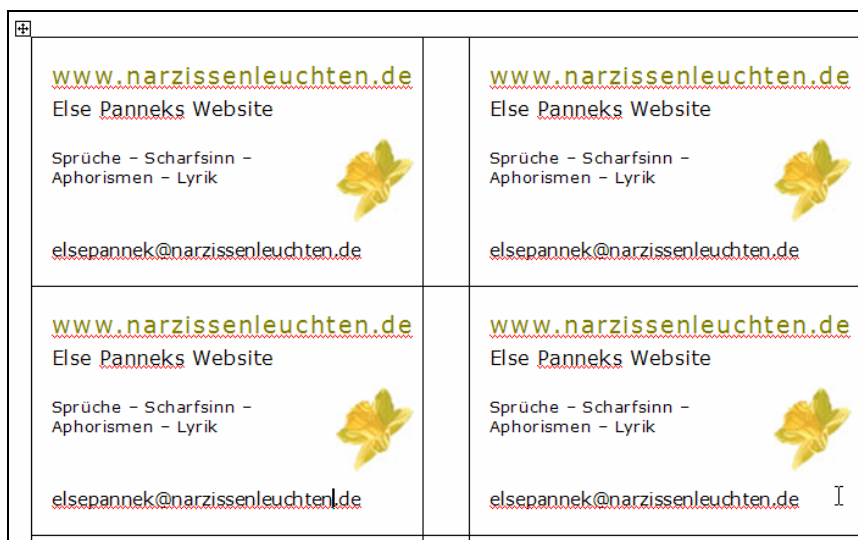 www.narzissenleuchten.de
Else Panneks Website
Sprüche – Scharfsinn –
Aphorismen – Lyrik
elsepannek@narzissenleuchten.de
www.narzissenleuchten.de
Else Panneks Website
Sprüche – Scharfsinn –
Aphorismen – Lyrik
elsepannek@narzissenleuchten.de
www.narzissenleuchten.de
Else Panneks Website
Sprüche – Scharfsinn –
Aphorismen – Lyrik
elsepannek@narzissenleuchten.de
www.narzissenleuchten.de
Else Panneks Website
Sprüche – Scharfsinn –
Aphorismen – Lyrik
elsepannek@narzissenleuchten.de